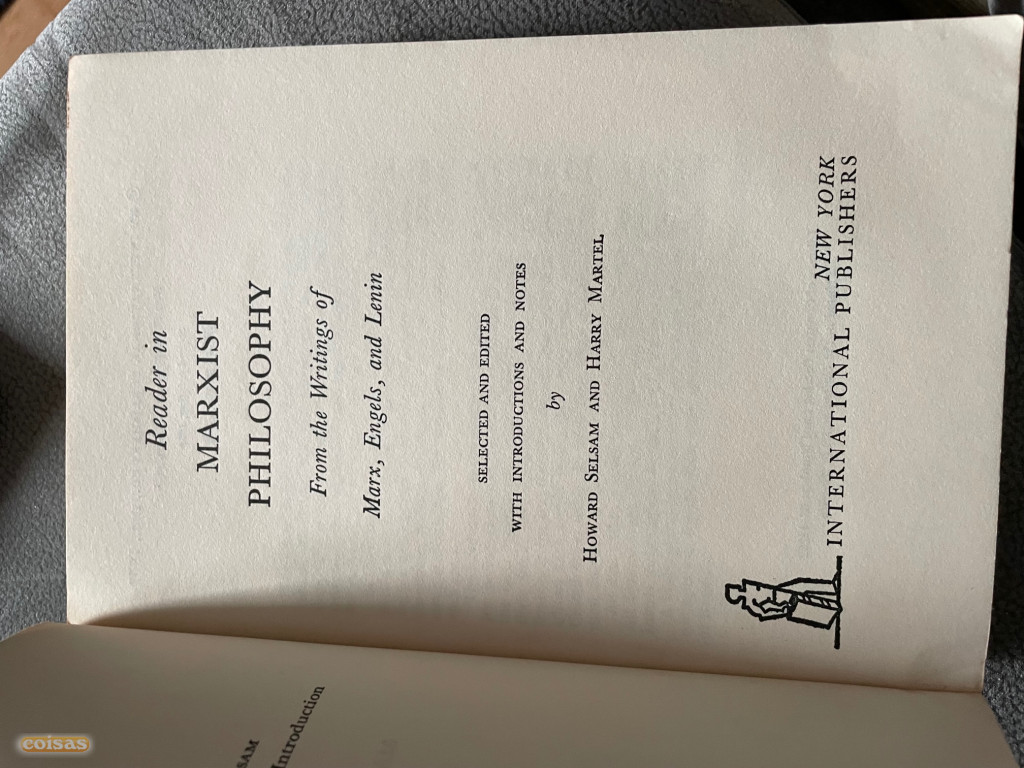 Reader in
MARXIST
PHILOSOPHY
From the Writings of
Marx, Engels, and Lenin
SELECTED AND EDITED
WITH INTRODUCTIONS AND NOTES
by
HOWARD SELSAM AND HARRY MARTEL
NEW YORK
INTERNATIONAL PUBLISHERS
SAM
Introduction
coisas